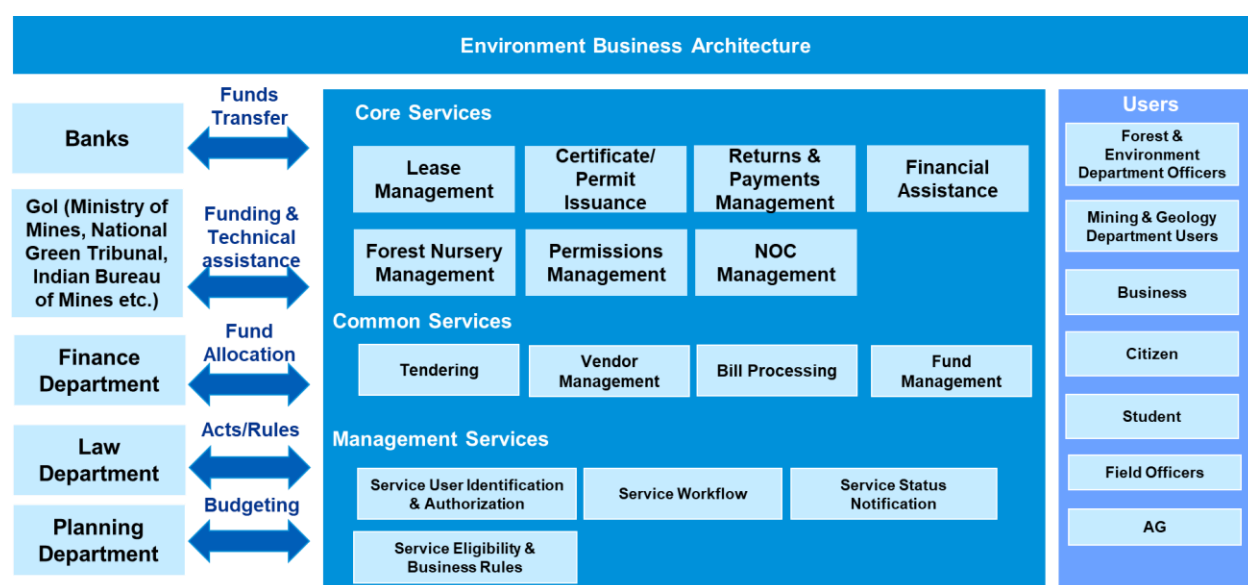 Environment Business Architecture
Banks
Funds
Transfer
GoI (Ministry of
Mines, National
Green Tribunal,
Indian Bureau
of Mines etc.)
Funding &
Technical
assistance
Finance
Department
Fund
Allocation
Law
Department
Acts/Rules
Planning
Department
Budgeting
Core Services
Lease
Management
Certificate/
Permit
Issuance
Returns &
Payments
Management
Financial
Assistance
Forest Nursery
Management
Permissions
Management
NOC
Management
Common Services
Tendering
Vendor
Management
Bill Processing
Fund
Management
Management Services
Service User Identification
& Authorization
Service Workflow
Service Status
Notification
Service Eligibility &
Business Rules
Users
Forest &
Environment
Department Officers
Mining & Geology
Department Users
Business
Citizen
Student
Field Officers
AG